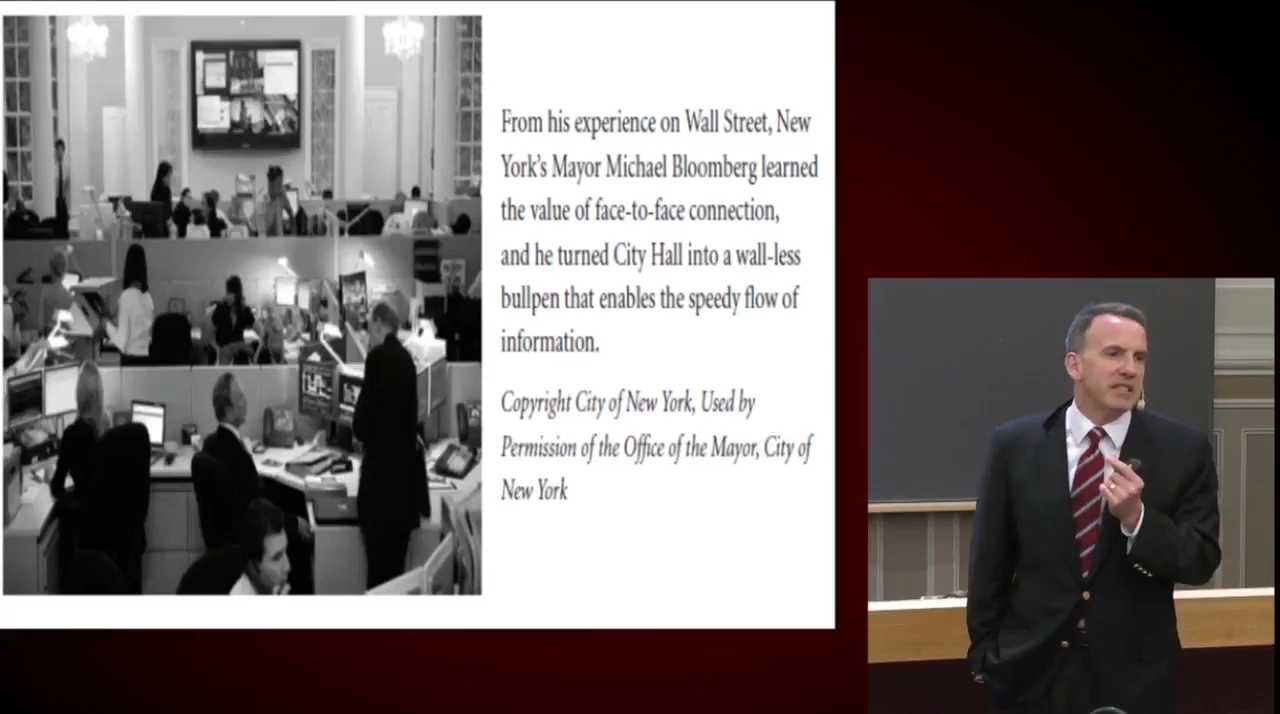 From his experience on Wall Street, New
York's Mayor Michael Bloomberg learned
the value of face-to-face connection,
and he turned City Hall into a wall-less
bullpen that enables the speedy flow of
information.
Copyright City of New York, Used by
Permission of the Office of the Mayor, City of
New York